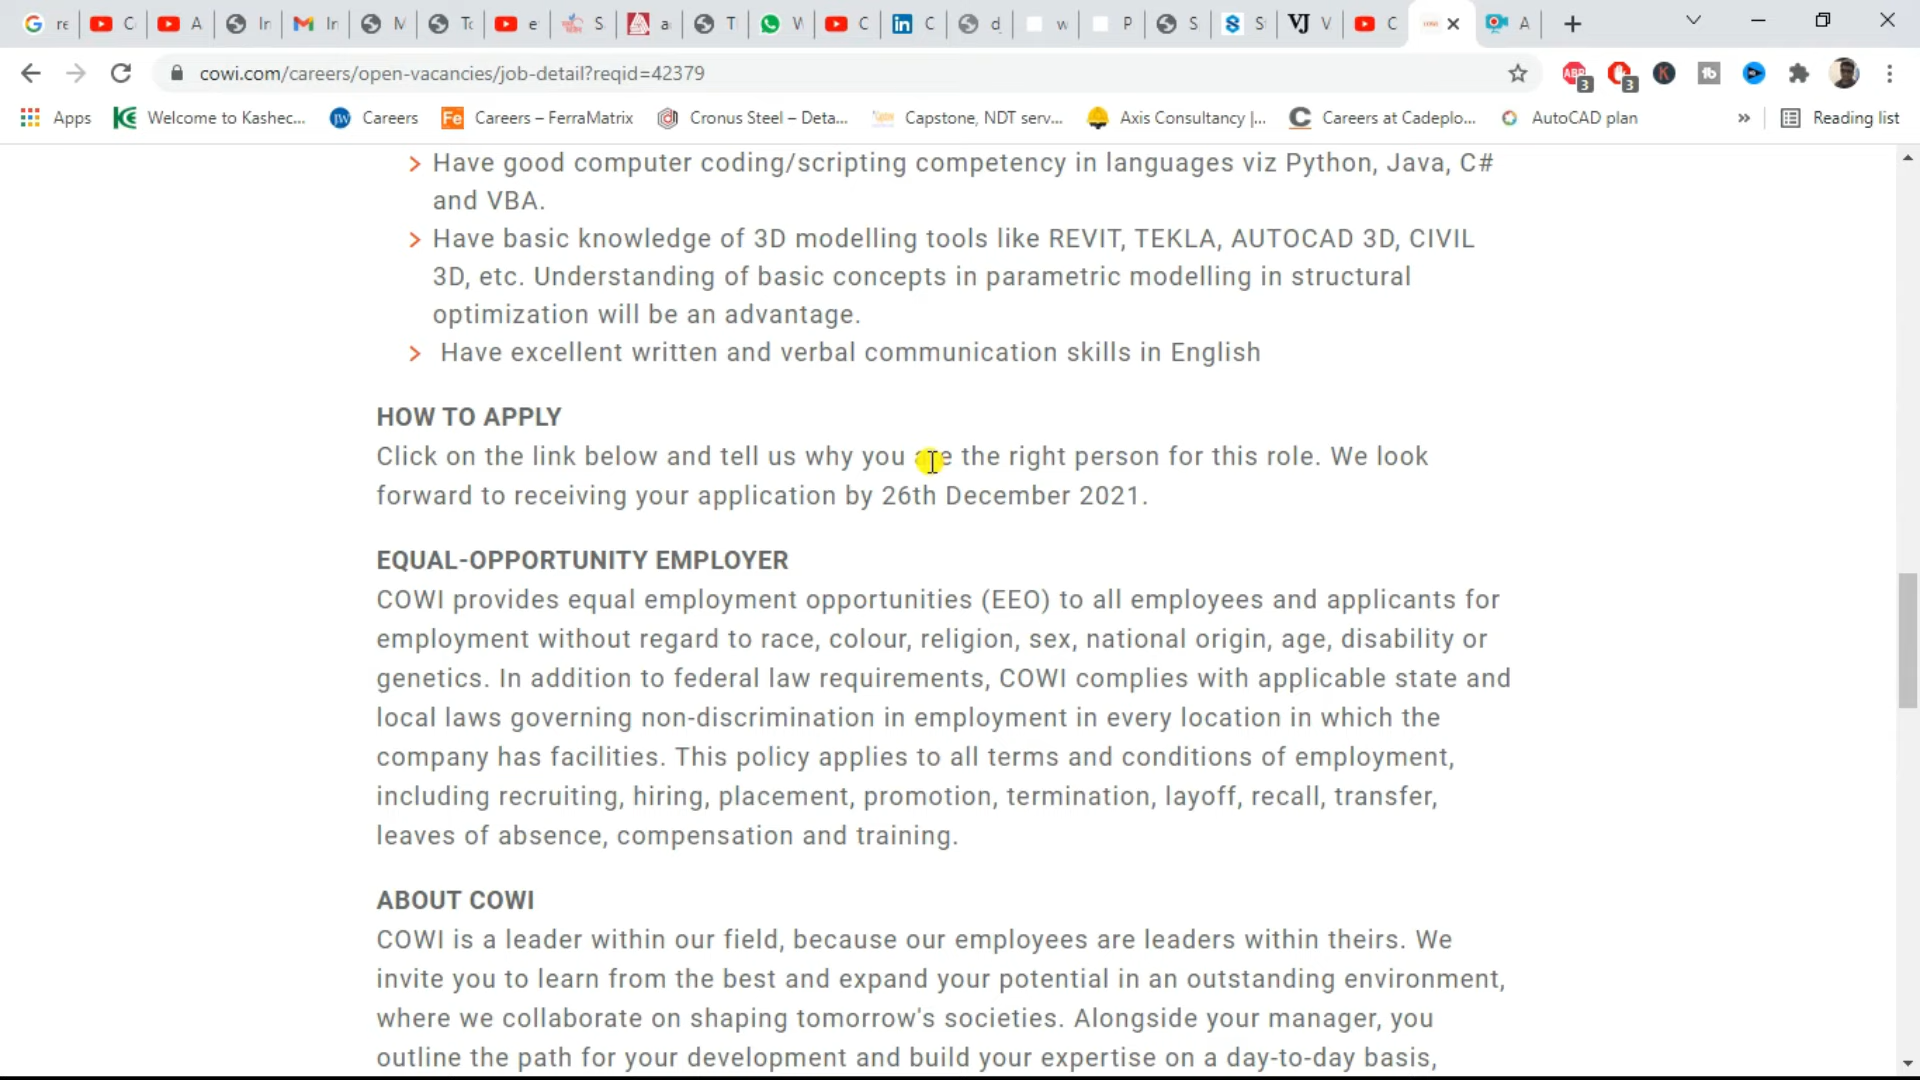 re
C
A
In
In
M
To
e
S
a
T
W
C
C
d
w
P
S
S
VJ V
C
A
cowi.com/careers/open-vacancies/job-detail?reqid=42379
ABP 3
3
K
tb
Apps
Welcome to Kashec...
JW Careers
Fe Careers – FerraMatrix
Cronus Steel – Deta...
Capstone, NDT serv...
Axis Consultancy |...
Careers at Cadeplo...
AutoCAD plan
»
Reading list
> Have good computer coding/scripting competency in languages viz Python, Java, C#
and VBA.
> Have basic knowledge of 3D modelling tools like REVIT, TEKLA, AUTOCAD 3D, CIVIL
3D, etc. Understanding of basic concepts in parametric modelling in structural
optimization will be an advantage.
> Have excellent written and verbal communication skills in English
HOW TO APPLY
Click on the link below and tell us why you are the right person for this role. We look
forward to receiving your application by 26th December 2021.
EQUAL-OPPORTUNITY EMPLOYER
COWI provides equal employment opportunities (EEO) to all employees and applicants for
employment without regard to race, colour, religion, sex, national origin, age, disability or
genetics. In addition to federal law requirements, COWI complies with applicable state and
local laws governing non-discrimination in employment in every location in which the
company has facilities. This policy applies to all terms and conditions of employment,
including recruiting, hiring, placement, promotion, termination, layoff, recall, transfer,
leaves of absence, compensation and training.
ABOUT COWI
COWI is a leader within our field, because our employees are leaders within theirs. We
invite you to learn from the best and expand your potential in an outstanding environment,
where we collaborate on shaping tomorrow's societies. Alongside your manager, you
outline the path for your development and build your expertise on a day-to-day basis,